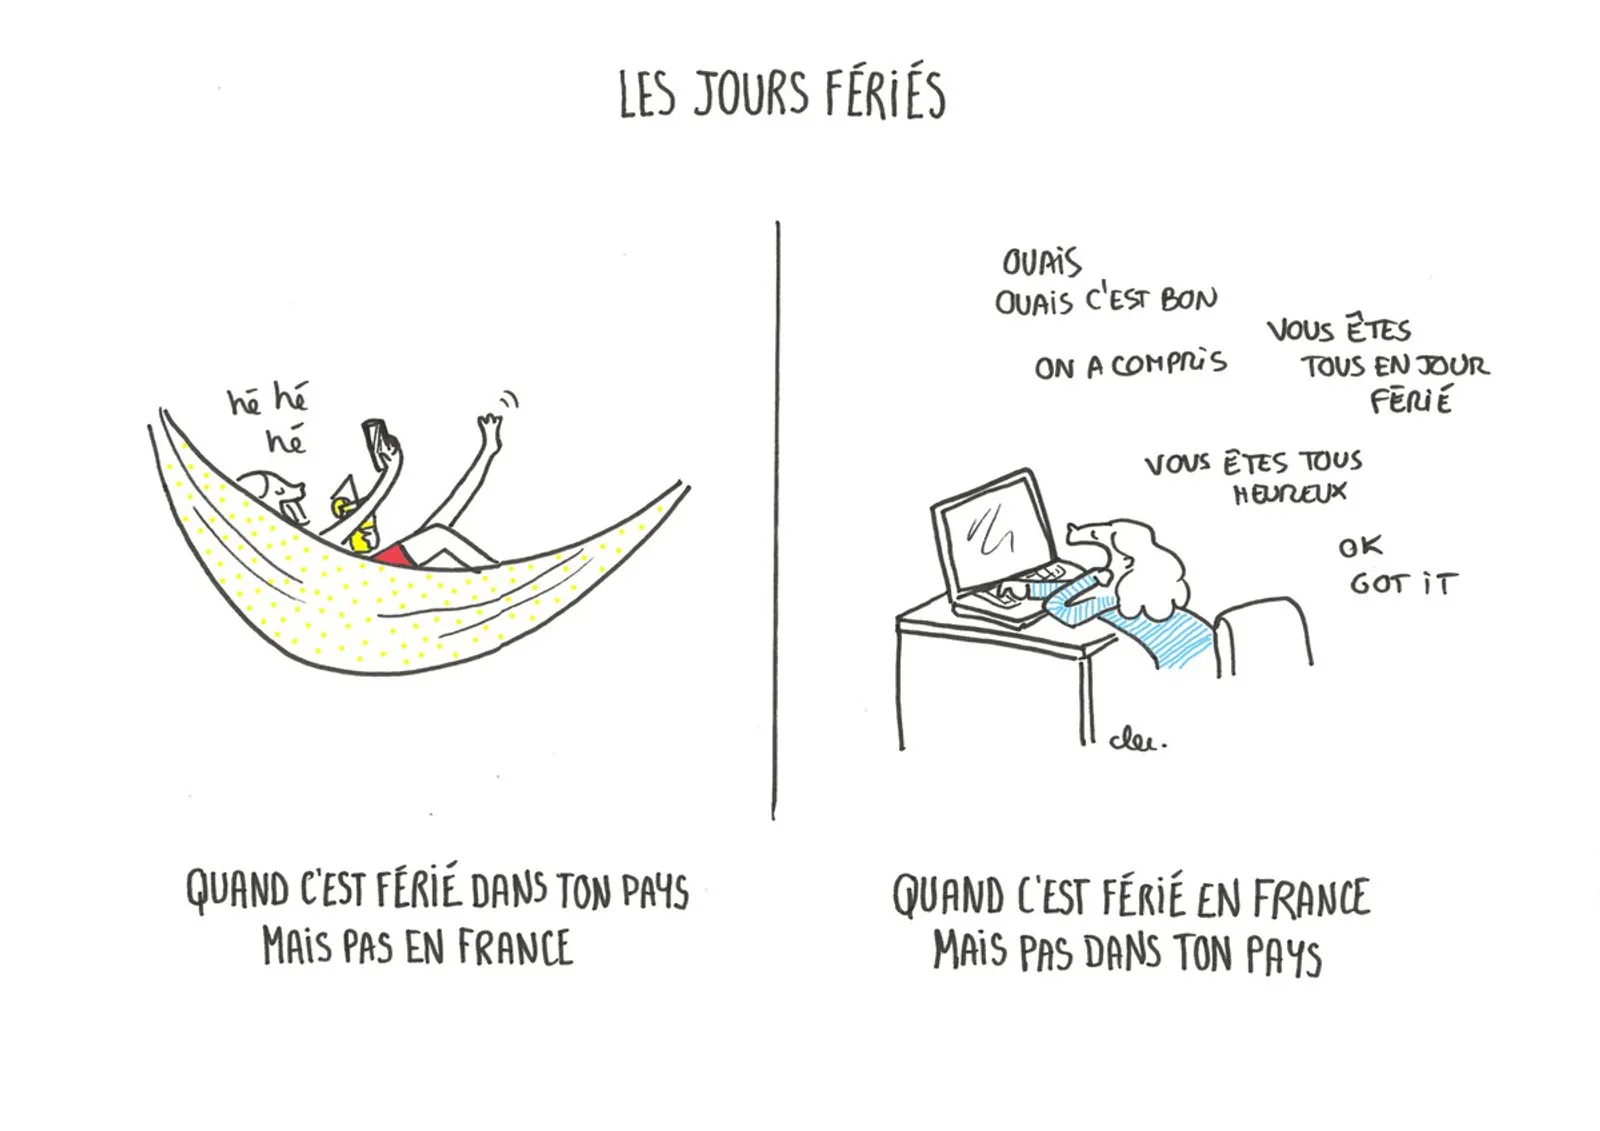 LES JOURS FÉRIÉS
hé hé
hé
QUAND C'EST FÉRIÉ DANS TON PAYS
MAIS PAS EN FRANCE
OUAIS
OUAIS C'EST BON
ON A COMPRIS
VOUS ÊTES
TOUS EN JOUR
FÉRIÉ
VOUS ÊTES TOUS
HEUREUX
OK
GOT IT
QUAND C'EST FÉRIÉ EN FRANCE
MAIS PAS DANS TON PAYS